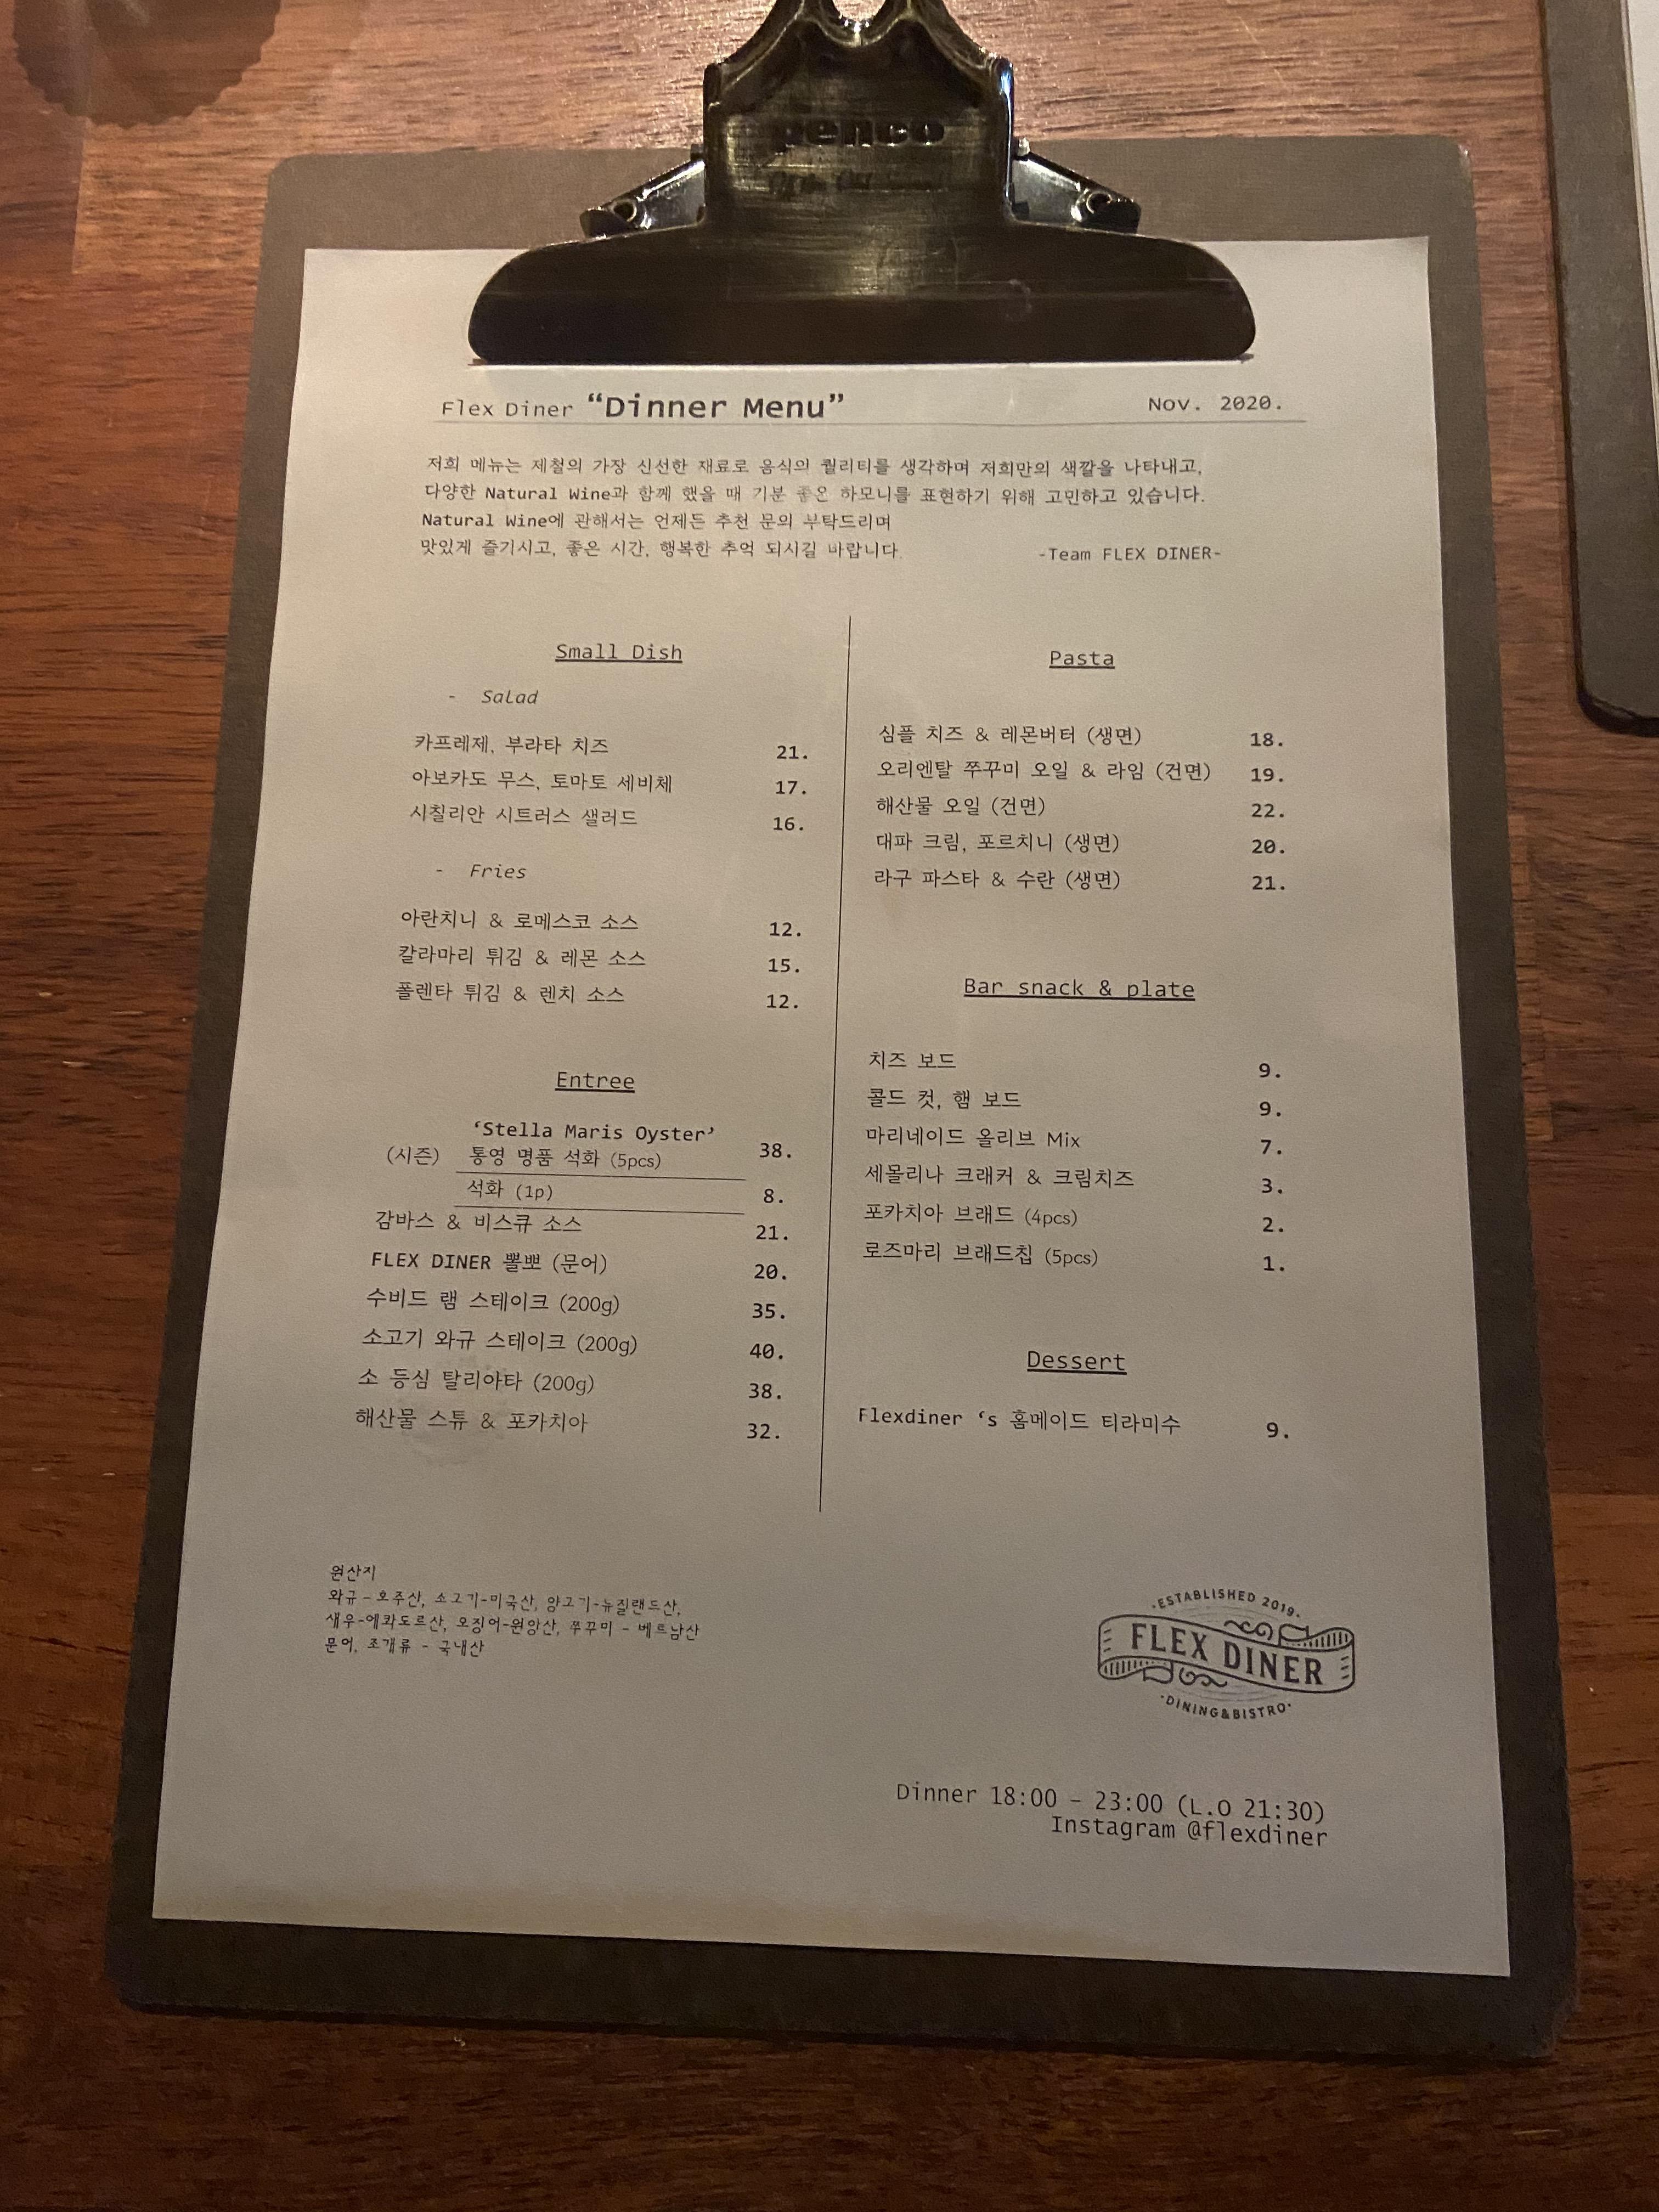 penco
Flex Diner “Dinner Menu”
Nov. 2020.
저희 메뉴는 제철의 가장 신선한 재료로 음식의 퀄리티를 생각하며 저희만의 색깔을 나타내고,
다양한 Natural Wine과 함께 했을 때 기분 좋은 하모니를 표현하기 위해 고민하고 있습니다.
Natural Wine에 관해서는 언제든 추천 문의 부탁드리며
맛있게 즐기시고, 좋은 시간, 행복한 추억 되시길 바랍니다.
-Team FLEX DINER-
Small Dish
- Salad
카프레제, 부라타 치즈 21.
아보카도 무스, 토마토 세비체 17.
시칠리안 시트러스 샐러드 16.
- Fries
아란치니 & 로메스코 소스 12.
칼라마리 튀김 & 레몬 소스 15.
폴렌타 튀김 & 렌치 소스 12.
Entree
‘Stella Maris Oyster’
(시즌) 통영 명품 석화 (5pcs) 38.
석화 (1p) 8.
감바스 & 비스큐 소스 21.
FLEX DINER 뽈뽀 (문어) 20.
수비드 램 스테이크 (200g) 35.
소고기 와규 스테이크 (200g) 40.
소 등심 탈리아타 (200g) 38.
해산물 스튜 & 포카치아 32.
Pasta
심플 치즈 & 레몬버터 (생면) 18.
오리엔탈 쭈꾸미 오일 & 라임 (건면) 19.
해산물 오일 (건면) 22.
대파 크림, 포르치니 (생면) 20.
라구 파스타 & 수란 (생면) 21.
Bar snack & plate
치즈 보드 9.
콜드 컷, 햄 보드 9.
마리네이드 올리브 Mix 7.
세몰리나 크래커 & 크림치즈 3.
포카치아 브래드 (4pcs) 2.
로즈마리 브래드칩 (5pcs) 1.
Dessert
Flexdiner ‘s 홈메이드 티라미수 9.
원산지
와규-호주산, 소고기-미국산, 양고기-뉴질랜드산,
새우-에콰도르산, 오징어-원양산, 쭈꾸미 - 베트남산
문어, 조개류 - 국내산
·ESTABLISHED 2019·
FLEX DINER
·DINING&BISTRO·
Dinner 18:00 – 23:00 (L.O 21:30)
Instagram @flexdiner